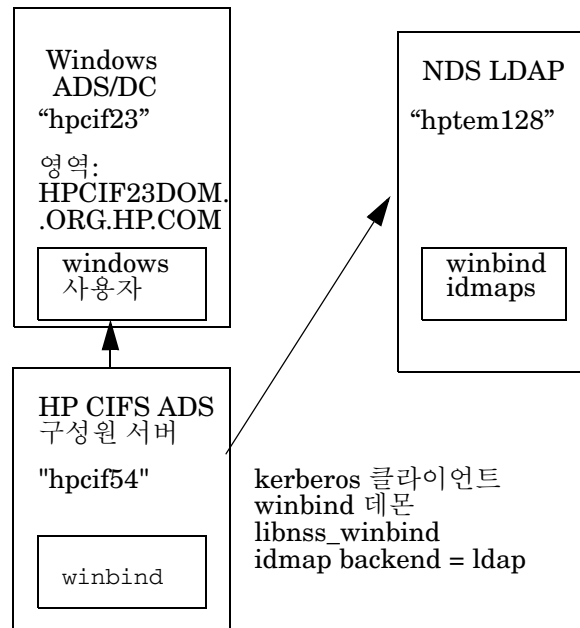 Windows
ADS/DC
“hpcif23”
영역:
HPCIF23DOM.
.ORG.HP.COM
windows
사용자
NDS LDAP
“hptem128”
winbind
idmaps
HP CIFS ADS
구성원 서버
"hpcif54"
winbind
kerberos 클라이언트
winbind 데몬
libnss_winbind
idmap backend = ldap